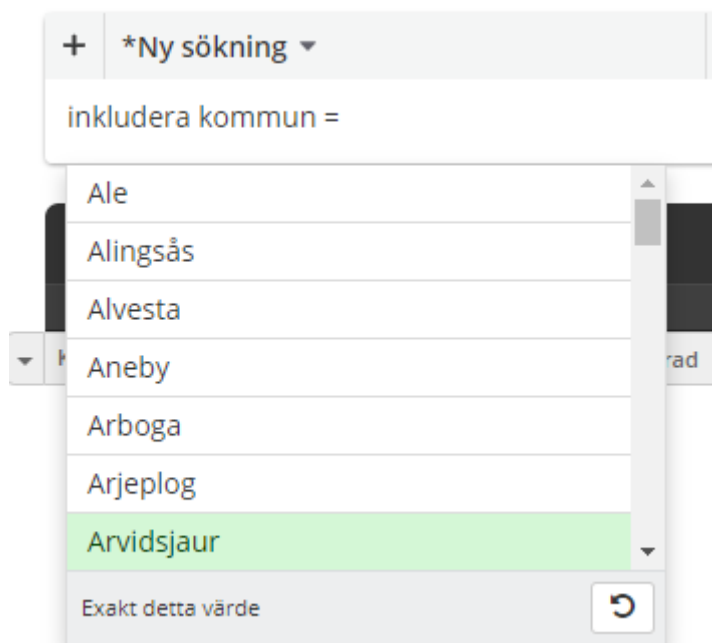 + *Ny sökning
inkludera kommun =
Ale
Alingsås
Alvesta
Aneby
Arboga
Arjeplog
Arvidsjaur
Exakt detta värde